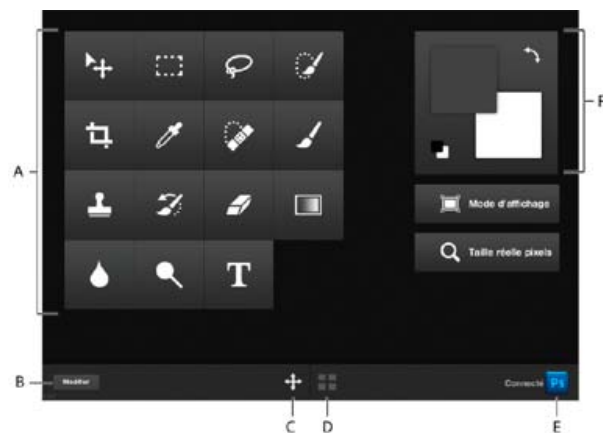 A
F
Mode d'affichage
Taille réelle pixels
T
B
Modifier
Connecté
Ps
C
D
E